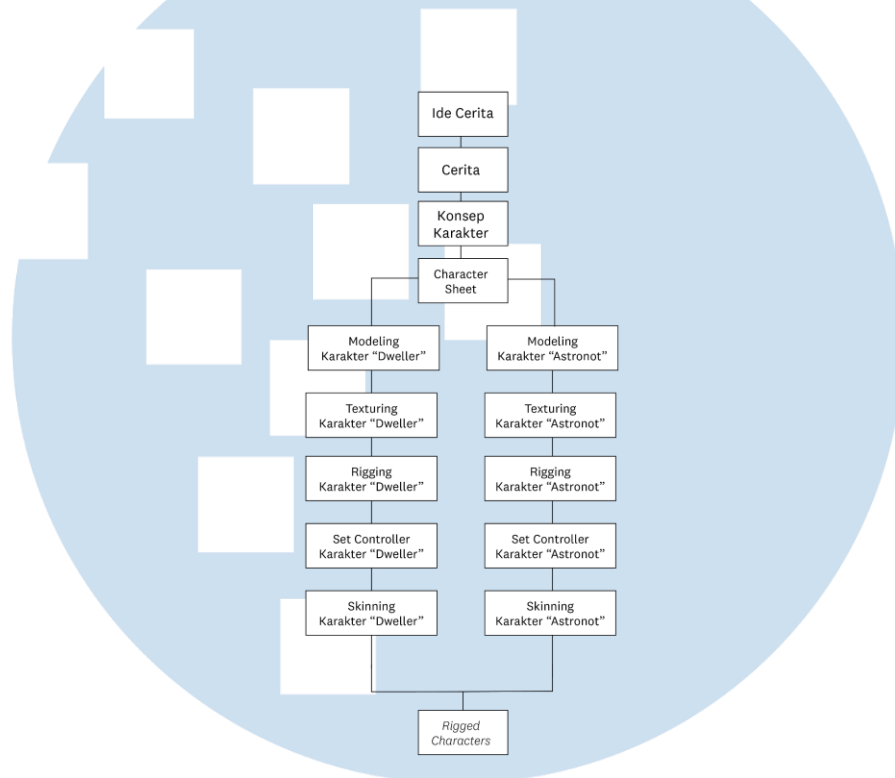 Ide Cerita
Cerita
Konsep
Karakter
Character
Sheet
Modeling
Karakter “Dweller”
Modeling
Karakter “Astronot”
Texturing
Karakter “Dweller”
Texturing
Karakter “Astronot”
Rigging
Karakter “Dweller”
Rigging
Karakter “Astronot”
Set Controller
Karakter “Dweller”
Set Controller
Karakter “Astronot”
Skinning
Karakter “Dweller”
Skinning
Karakter “Astronot”
Rigged
Characters